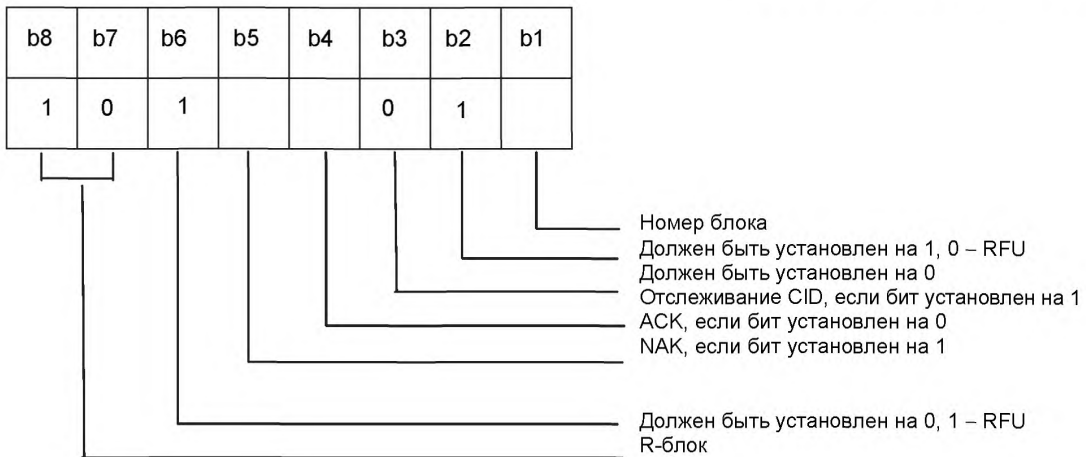 b8 b7 b6 b5 b4 b3 b2 b1
1 0 1 0 1
Номер блока
Должен быть установлен на 1, 0 – RFU
Должен быть установлен на 0
Отслеживание CID, если бит установлен на 1
ACK, если бит установлен на 0
NAK, если бит установлен на 1
Должен быть установлен на 0, 1 – RFU
R-блок